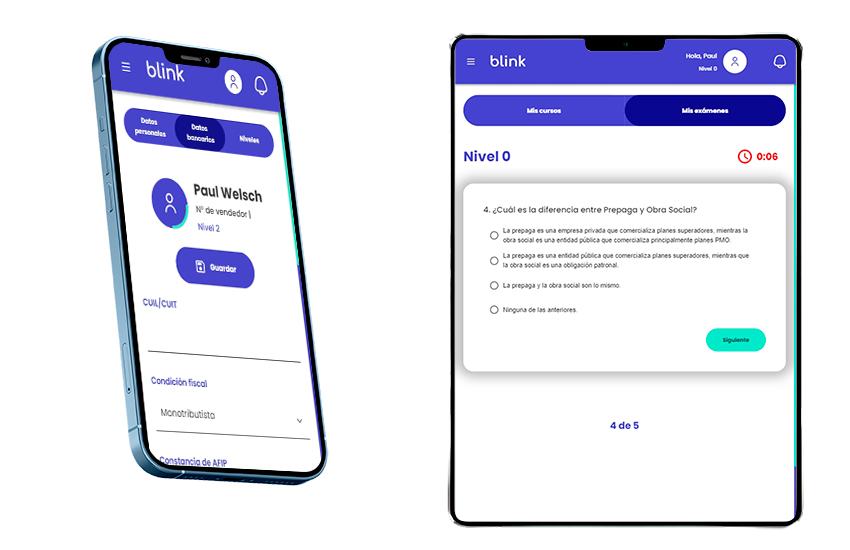 blink
Datos
personales
Datos
bancarios
Niveles
Paul Welsch
N° de vendedor |
Nivel 2
Guardar
CUIL/CUIT
Condición fiscal
Monotributista
Constancia de AFIP
blink
Hola, Paul
Nivel 0
Mis cursos
Mis exámenes
Nivel 0
0:06
4. ¿Cuál es la diferencia entre Prepaga y Obra Social?
La prepaga es una empresa privada que comercializa planes superadores, mientras la
obra social es una entidad pública que comercializa principalmente planes PMO.
La prepaga es una entidad pública que comercializa planes superadores, mientras que
la obra social es una obligación patronal.
La prepaga y la obra social son lo mismo.
Ninguna de las anteriores.
Siguiente
4 de 5